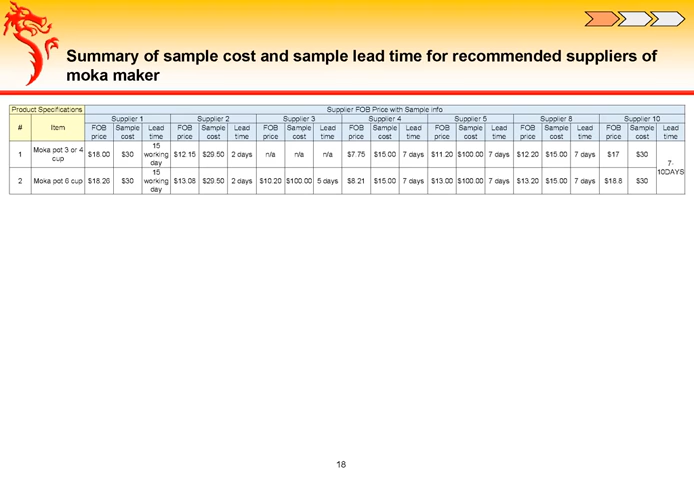 Summary of sample cost and sample lead time for recommended suppliers of
moka maker
Product Specifications Supplier FOB Price with Sample info
# Item Supplier 1 Supplier 2 Supplier 3 Supplier 4 Supplier 5 Supplier 8 Supplier 10
FOB price Sample cost Lead time FOB price Sample cost Lead time FOB price Sample cost Lead time FOB price Sample cost Lead time FOB price Sample cost Lead time FOB price Sample cost Lead time FOB price Sample cost Lead time
1 Moka pot 3 or 4 cup $18.00 $30 15 working day $12.15 $29.50 2 days n/a n/a n/a $7.75 $15.00 7 days $11.20 $100.00 7 days $12.20 $15.00 7 days $17 $30 7-10DAYS
2 Moka pot 6 cup $18.26 $30 15 working day $13.08 $29.50 2 days $10.20 $100.00 5 days $8.21 $15.00 7 days $13.00 $100.00 7 days $13.20 $15.00 7 days $18.8 $30
18